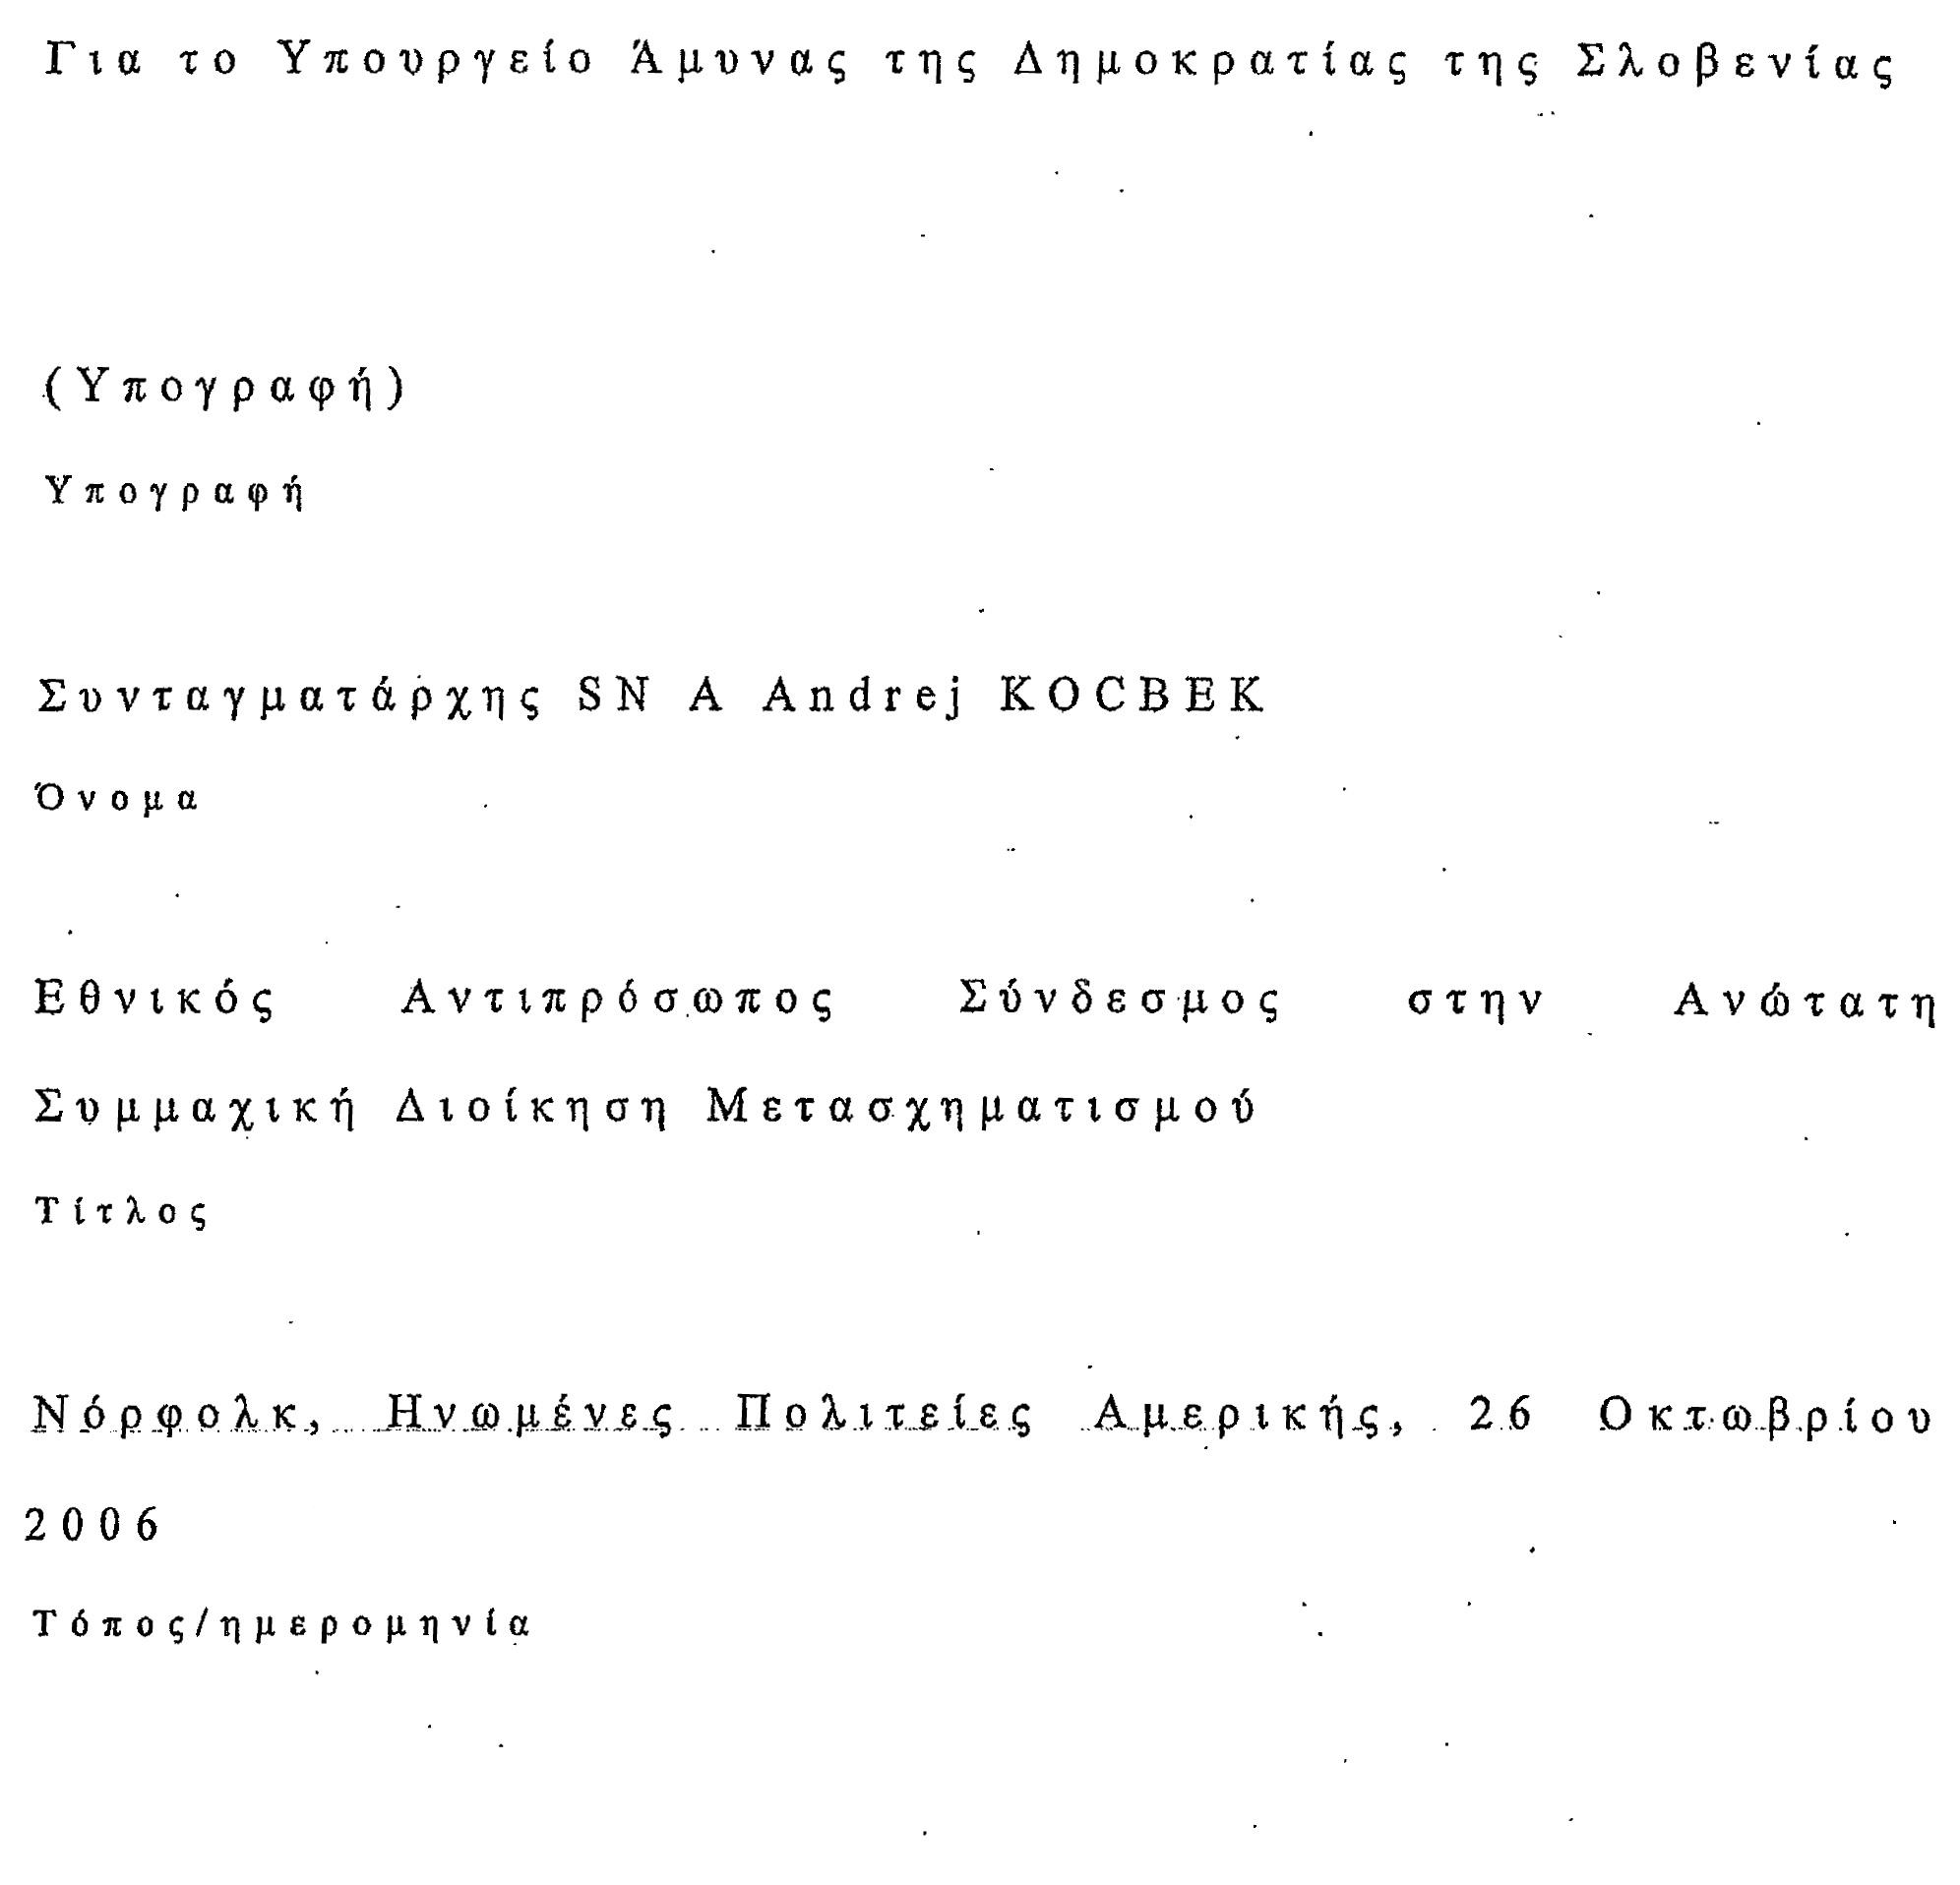 Για το Υπουργείο Άμυνας της Δημοκρατίας της Σλοβενίας
(Υπογραφή)
Υπογραφή
Συνταγματάρχης SN A Andrej KOCBEK
Όνομα
Εθνικός Αντιπρόσωπος Σύνδεσμος στην Ανώτατη
Συμμαχική Διοίκηση Μετασχηματισμού
Τίτλος
Νόρφολκ, Ηνωμένες Πολιτείες Αμερικής, 26 Οκτωβρίου
2006
Τόπος/ημερομηνία